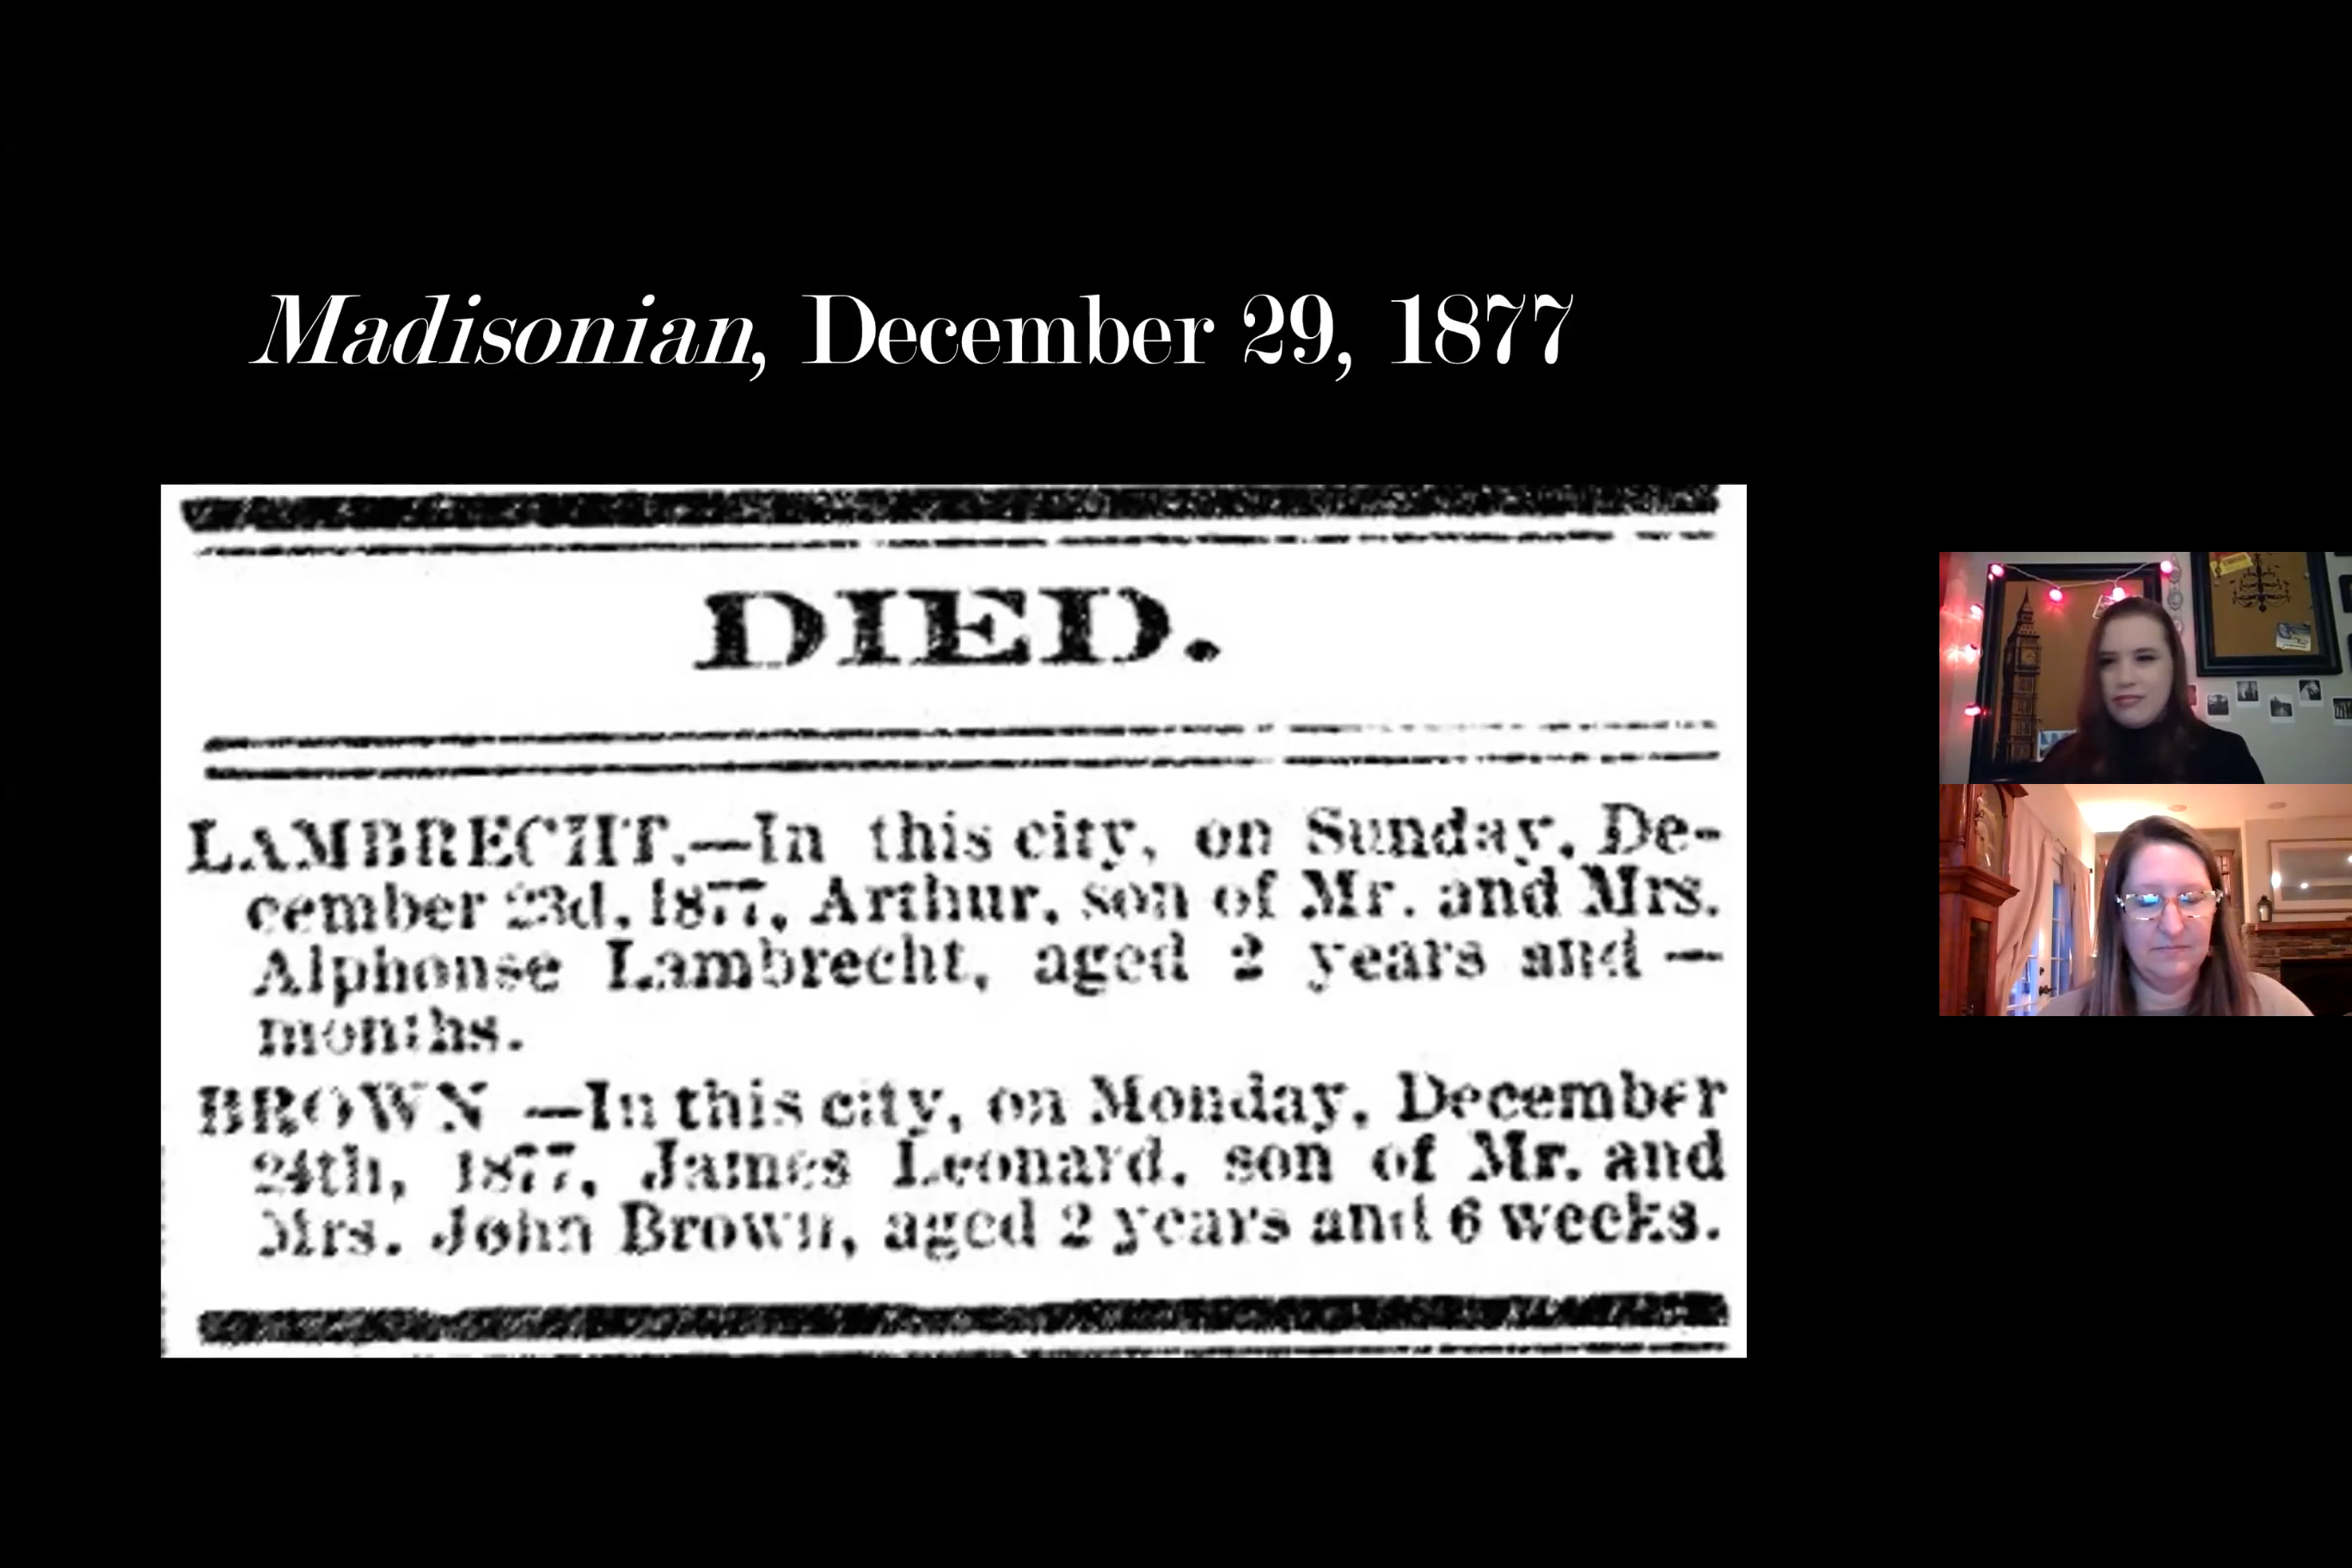 Madisonian, December 29, 1877
DIED.
LAMBRECHT.—In this city, on Sunday, De-
cember 23d, 1877, Arthur, son of Mr. and Mrs.
Alphonse Lambrecht, aged 2 years and —
months.
BROWN —In this city, on Monday, December
24th, 1877, James Leonard, son of Mr. and
Mrs. John Brown, aged 2 years and 6 weeks.